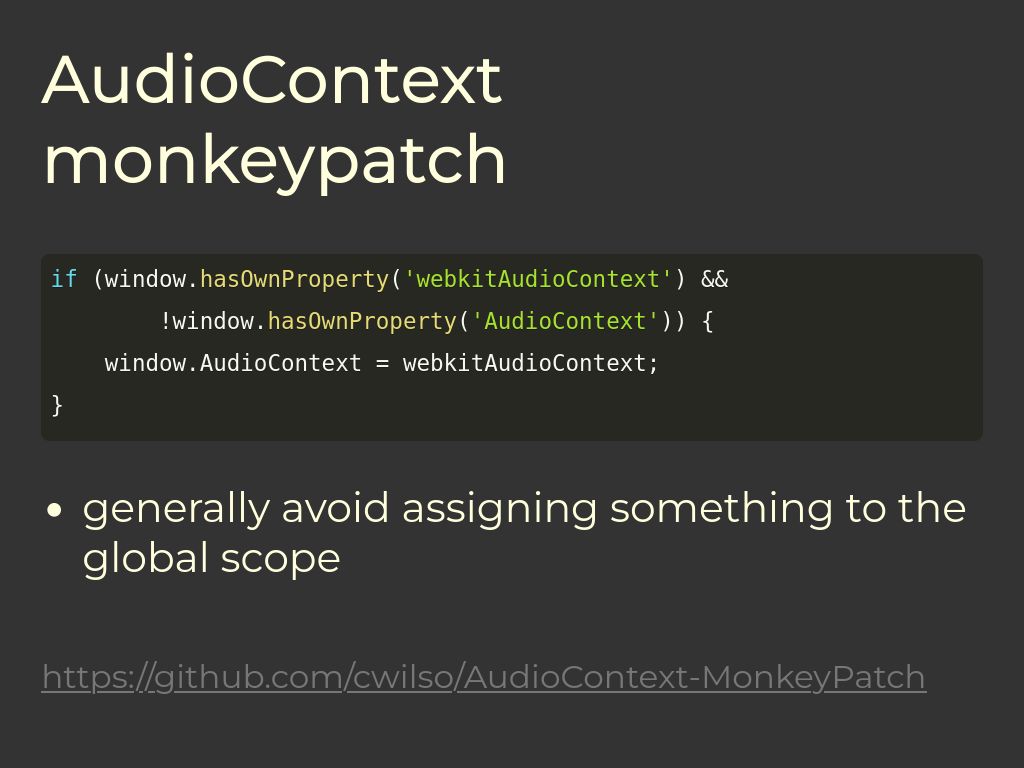 AudioContext
monkeypatch
if (window.hasOwnProperty('webkitAudioContext') &&
        !window.hasOwnProperty('AudioContext')) {
    window.AudioContext = webkitAudioContext;
}
• generally avoid assigning something to the
global scope
https://github.com/cwilso/AudioContext-MonkeyPatch